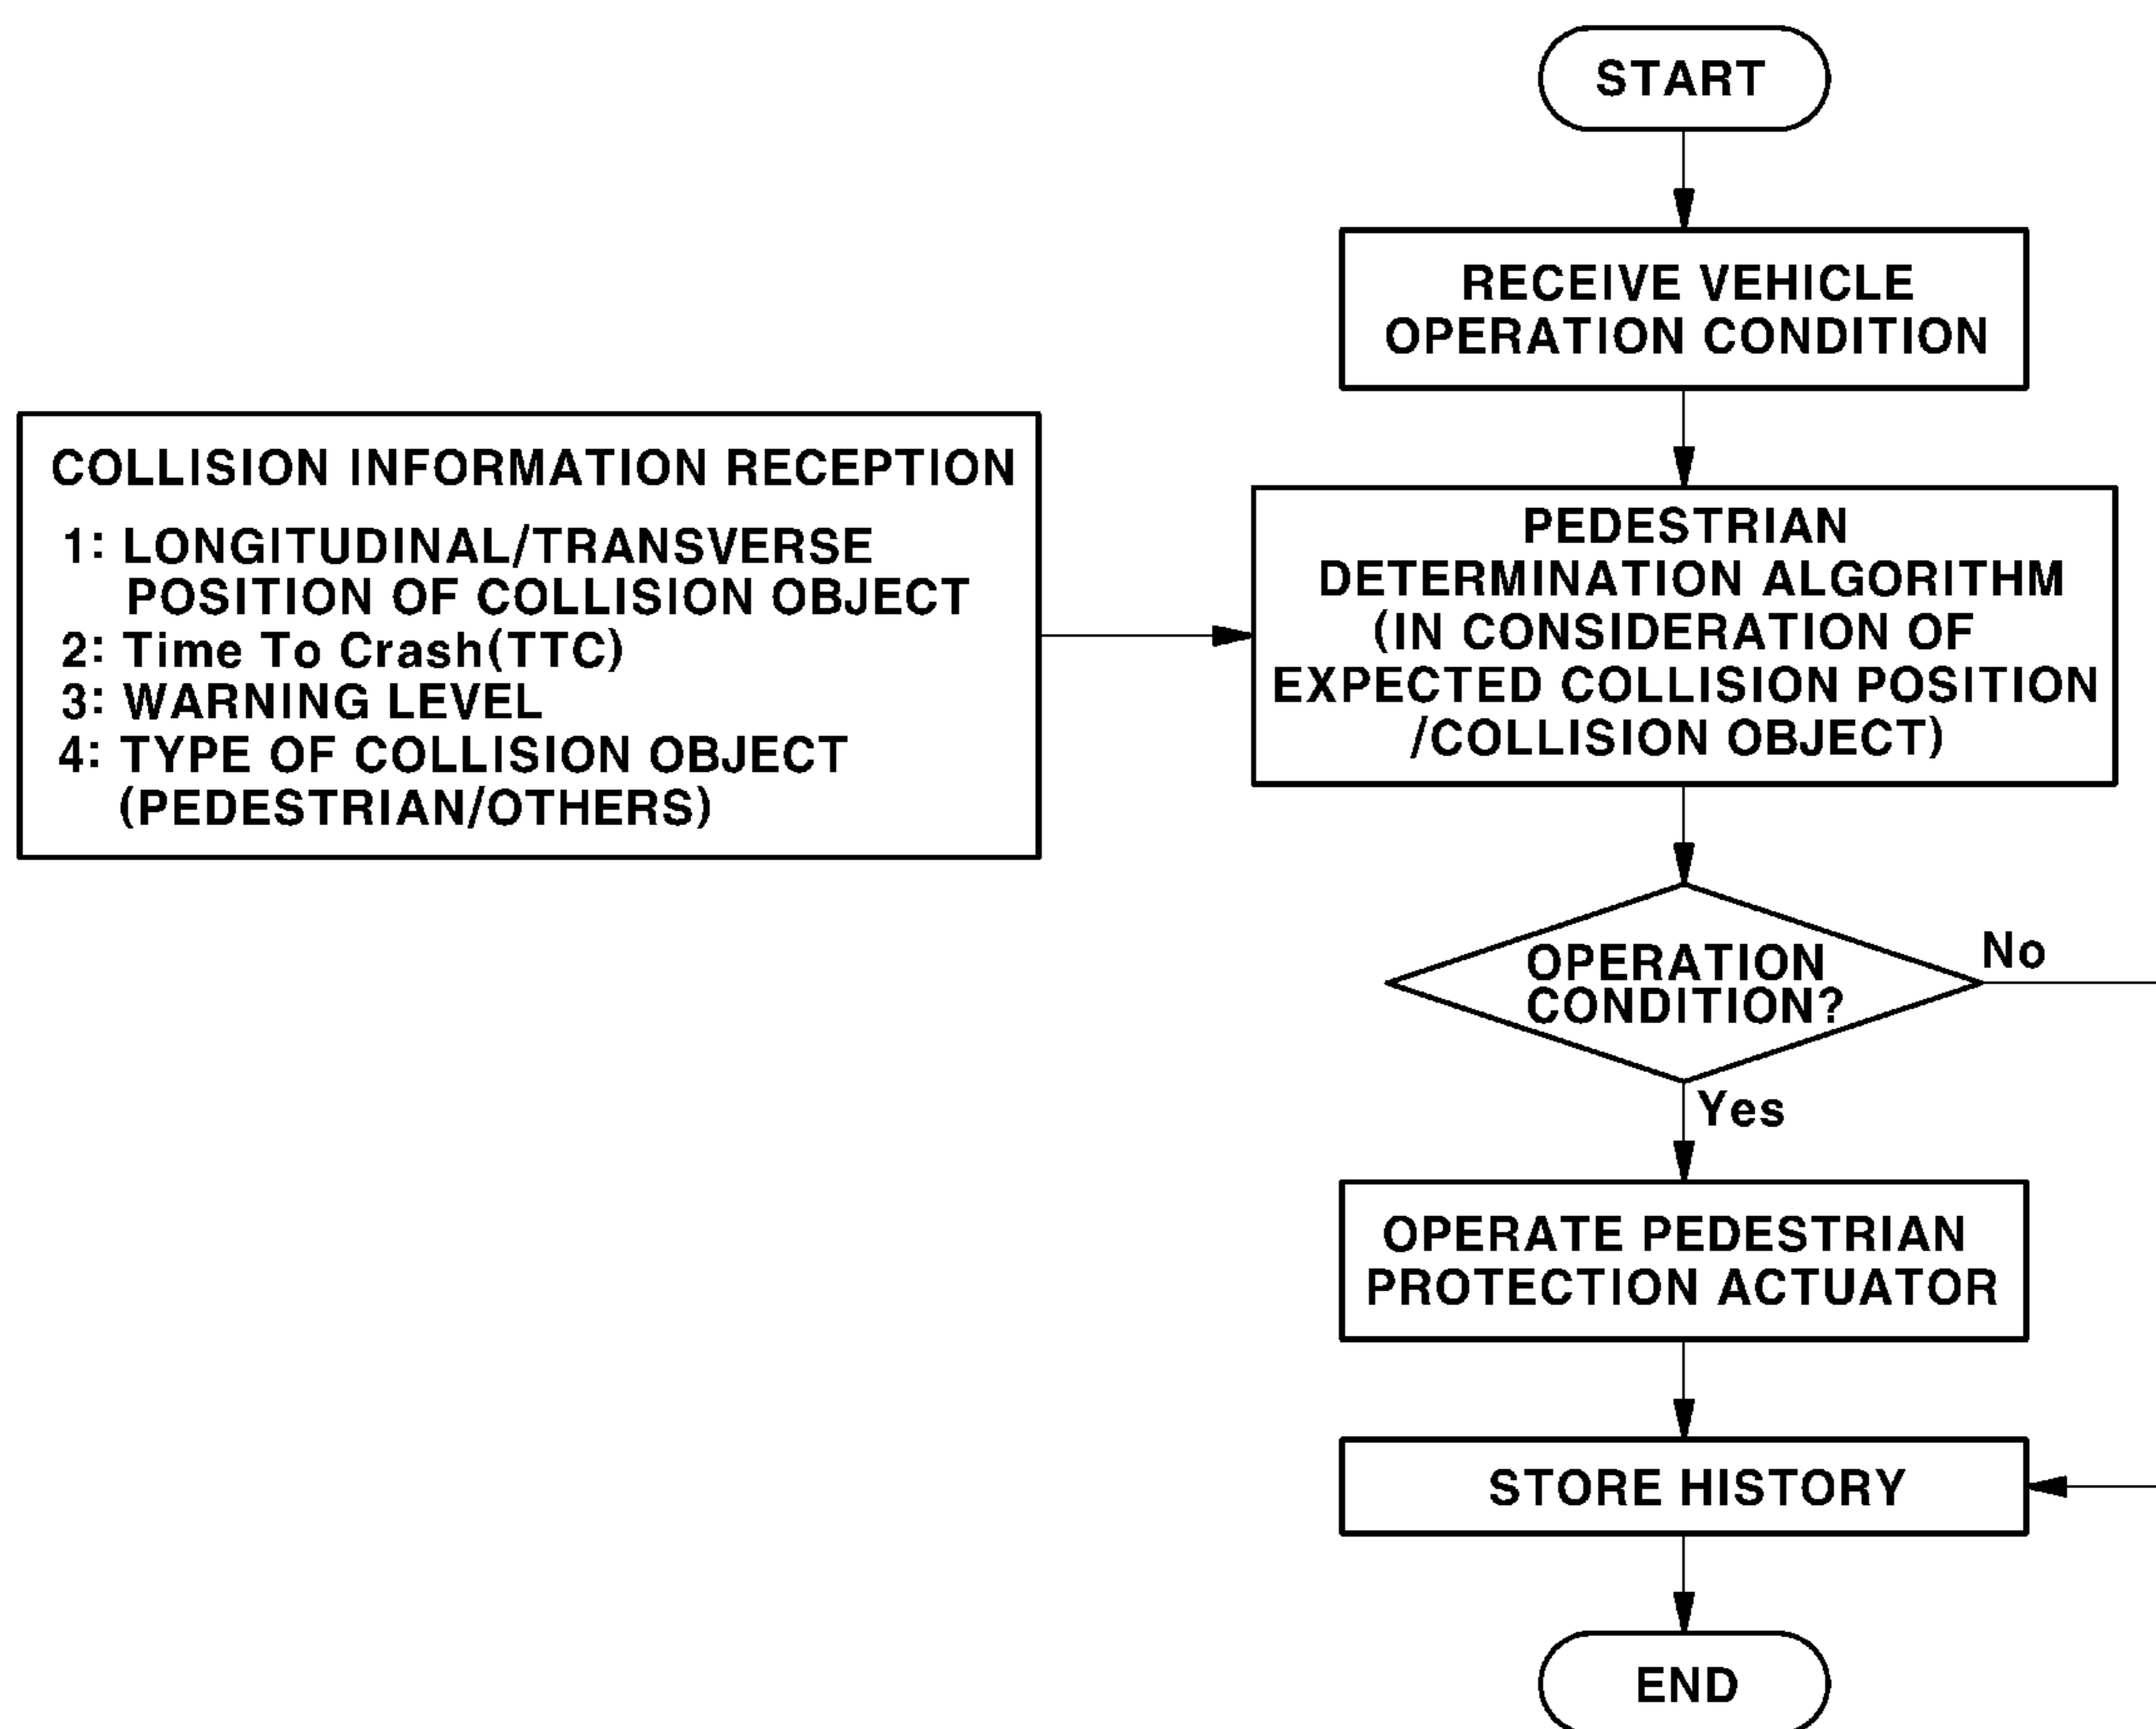 START
RECEIVE VEHICLE
OPERATION CONDITION
COLLISION INFORMATION RECEPTION
1: LONGITUDINAL/TRANSVERSE
POSITION OF COLLISION OBJECT
2: Time To Crash(TTC)
3: WARNING LEVEL
4: TYPE OF COLLISION OBJECT
(PEDESTRIAN/OTHERS)
PEDESTRIAN
DETERMINATION ALGORITHM
(IN CONSIDERATION OF
EXPECTED COLLISION POSITION
/COLLISION OBJECT)
OPERATION
CONDITION?
No
Yes
OPERATE PEDESTRIAN
PROTECTION ACTUATOR
STORE HISTORY
END